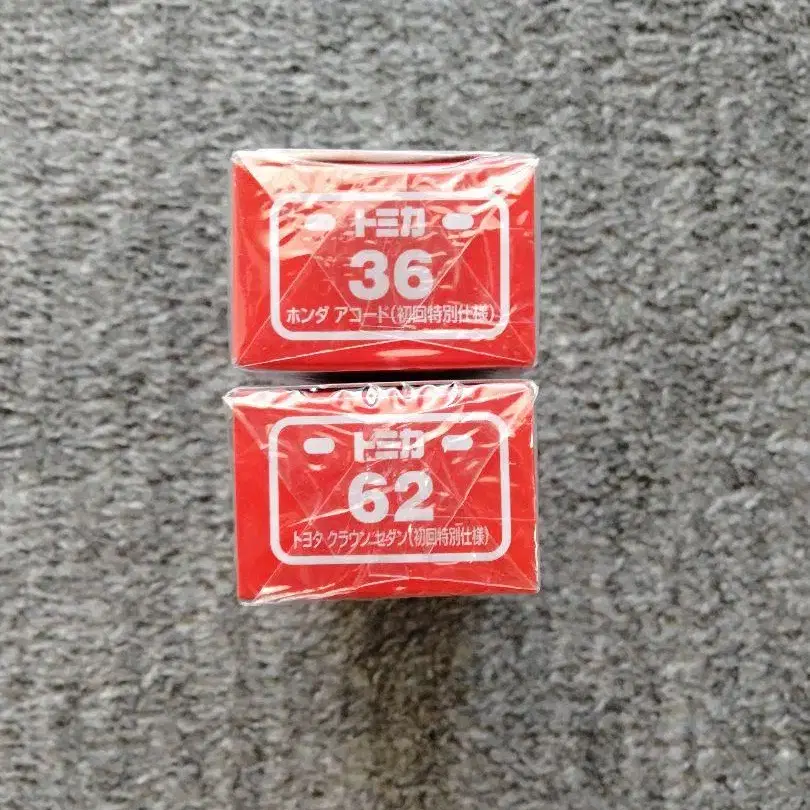 トミカ
36
ホンダ アコード(初回特別仕様)
トミカ
62
トヨタ クラウン セダン(初回特別仕様)